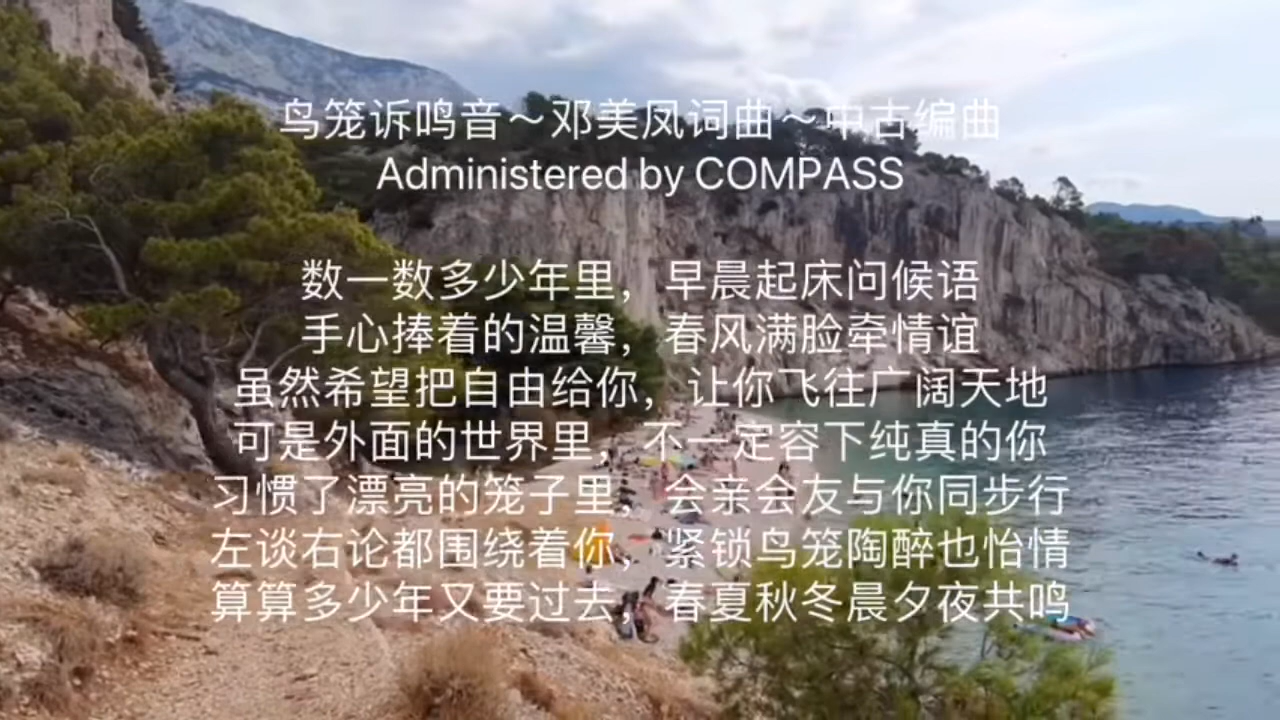 鸟笼诉鸣音～邓美凤词曲～中古编曲
Administered by COMPASS
数一数多少年里，早晨起床问候语
手心捧着的温馨，春风满脸牵情谊
虽然希望把自由给你，让你飞往广阔天地
可是外面的世界里，不一定容下纯真的你
习惯了漂亮的笼子里，会亲会友与你同步行
左谈右论都围绕着你，紧锁鸟笼陶醉也怡情
算算多少年又要过去，春夏秋冬晨夕夜共鸣